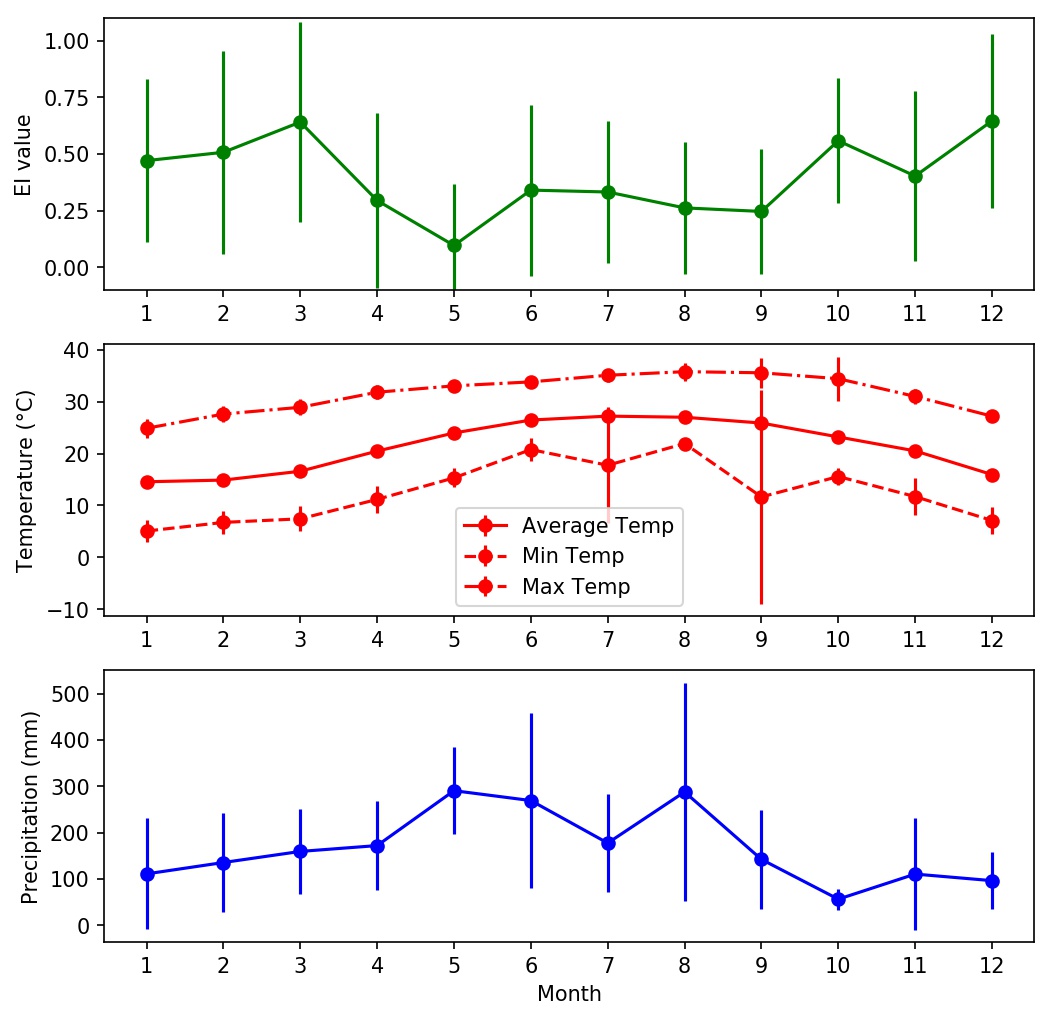 1.00
0.75
0.50
0.25
0.00
EI value
1 2 3 4 5 6 7 8 9 10 11 12
40
30
20
10
0
−10
Temperature (°C)
Average Temp
Min Temp
Max Temp
1 2 3 4 5 6 7 8 9 10 11 12
500
400
300
200
100
0
Precipitation (mm)
1 2 3 4 5 6 7 8 9 10 11 12
Month